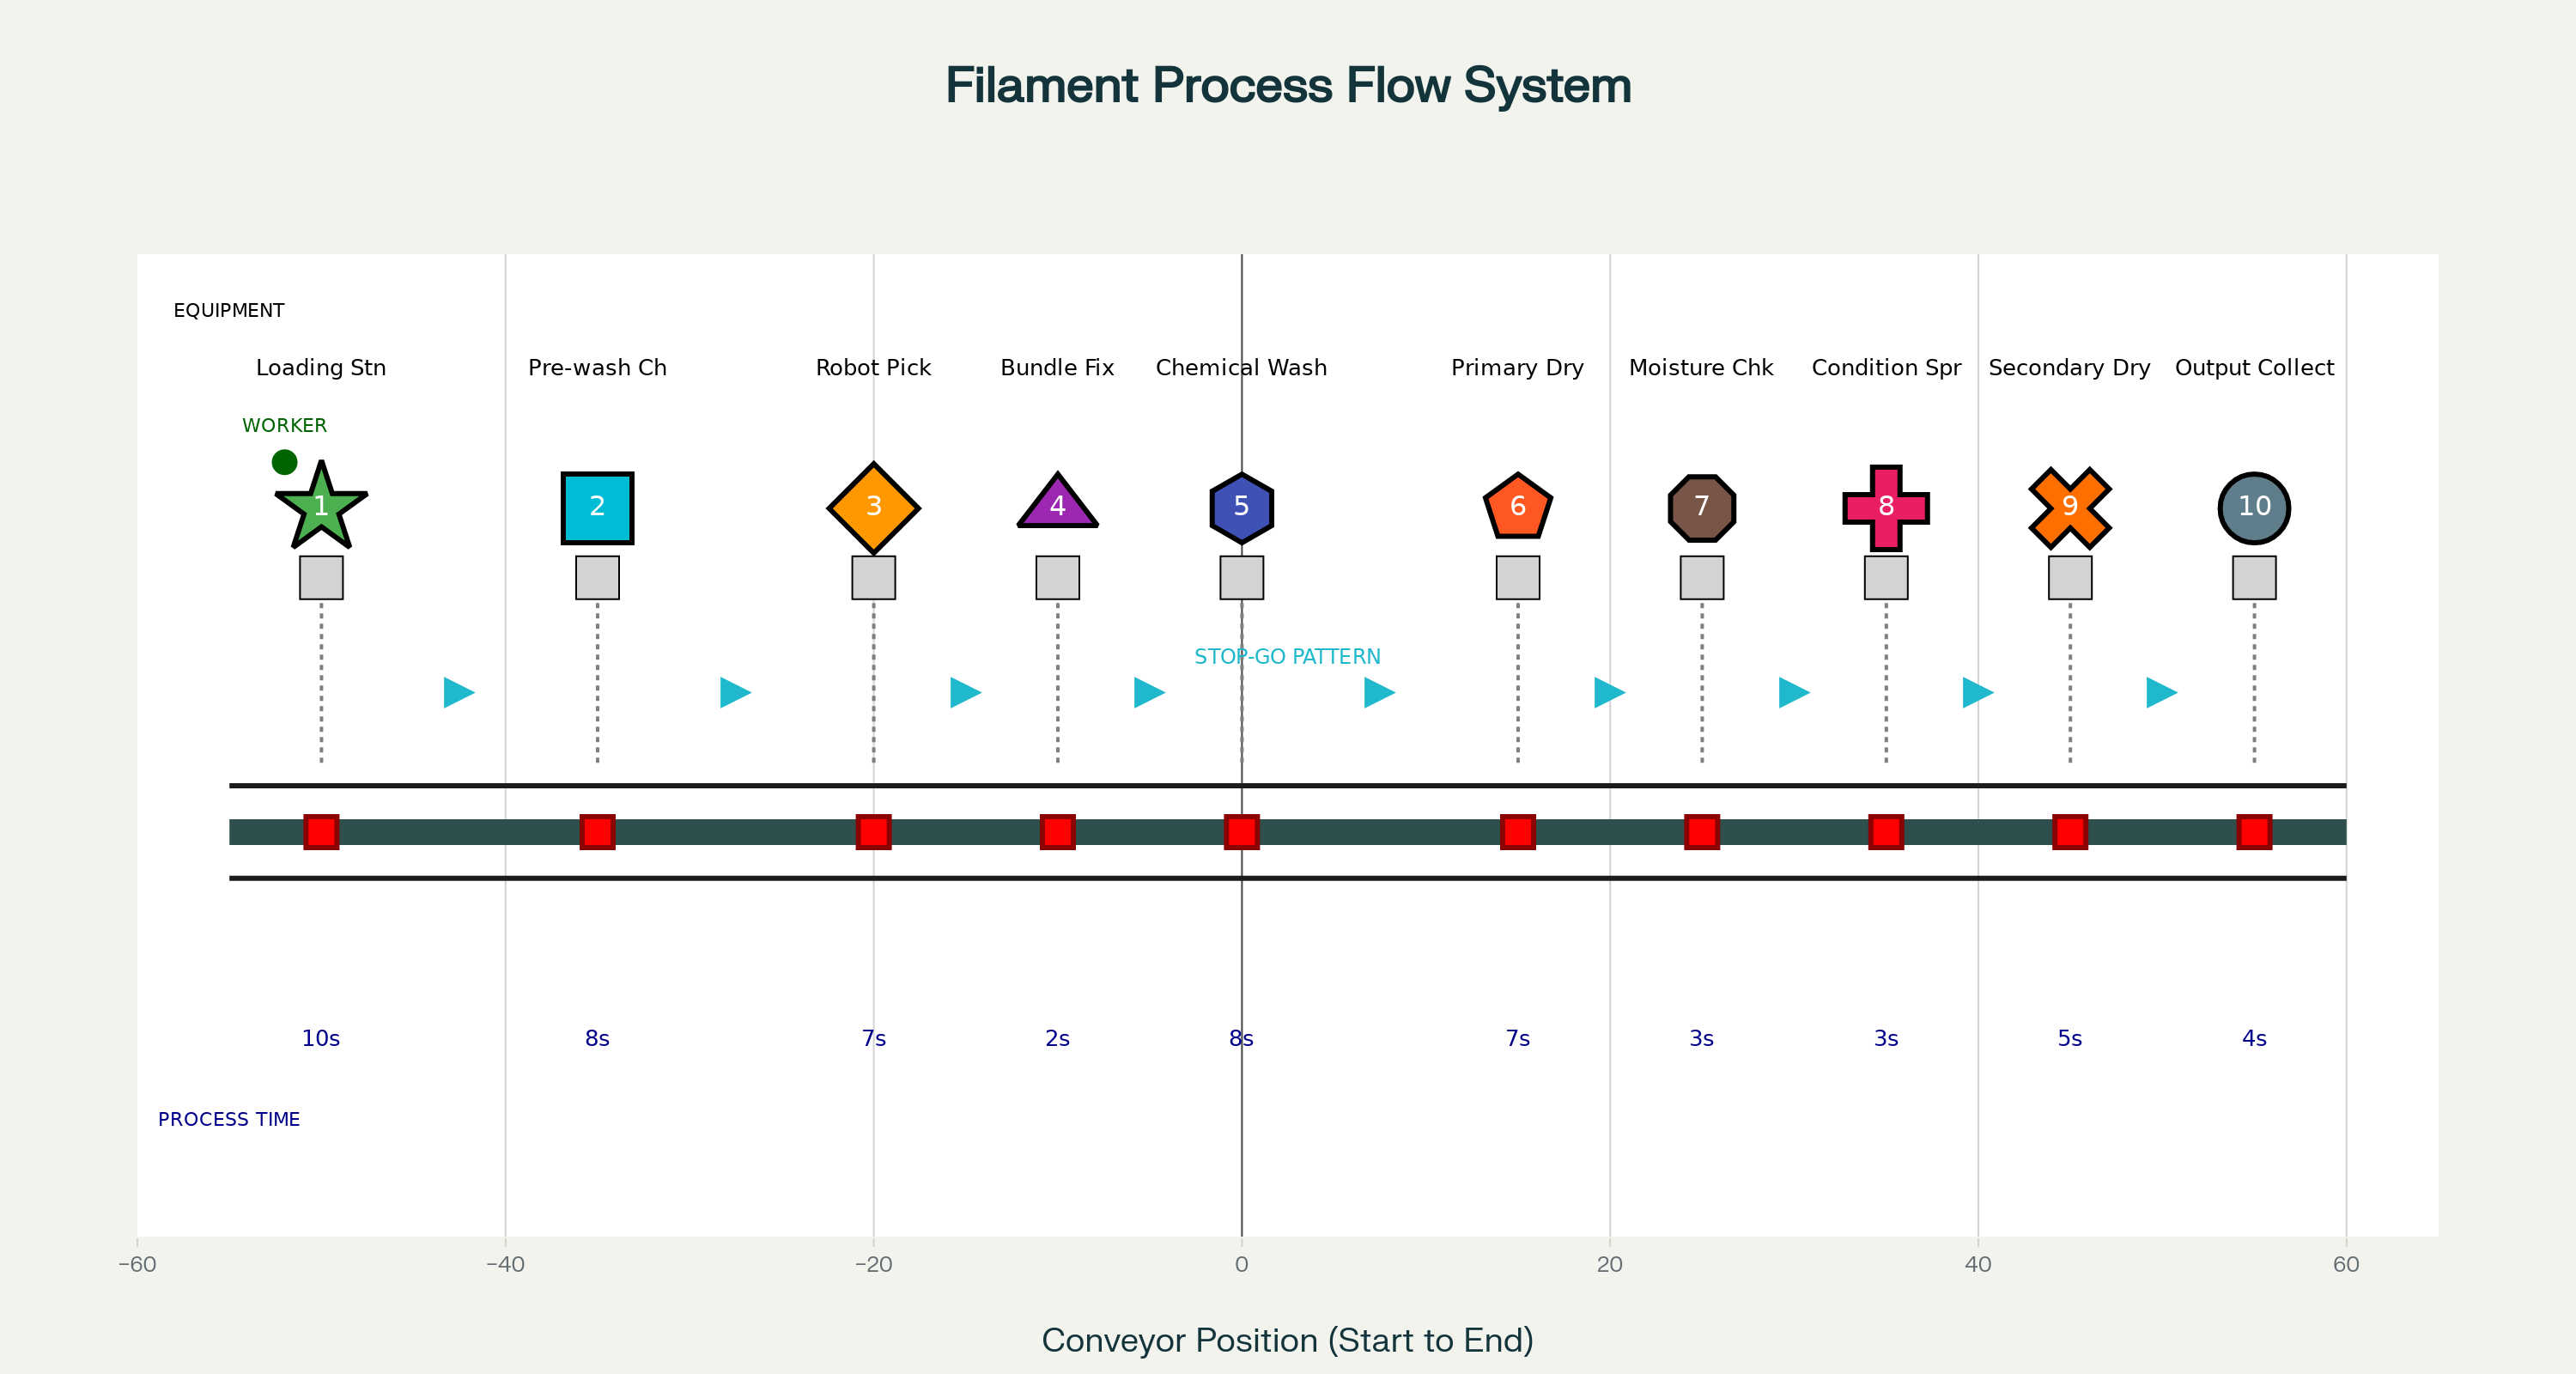 Filament Process Flow System
EQUIPMENT
Loading Stn Pre-wash Ch Robot Pick Bundle Fix Chemical Wash Primary Dry Moisture Chk Condition Spr Secondary Dry Output Collect
WORKER
1 2 3 4 5 6 7 8 9 10
STOP-GO PATTERN
10s 8s 7s 2s 8s 7s 3s 3s 5s 4s
PROCESS TIME
−60 −40 −20 0 20 40 60
Conveyor Position (Start to End)